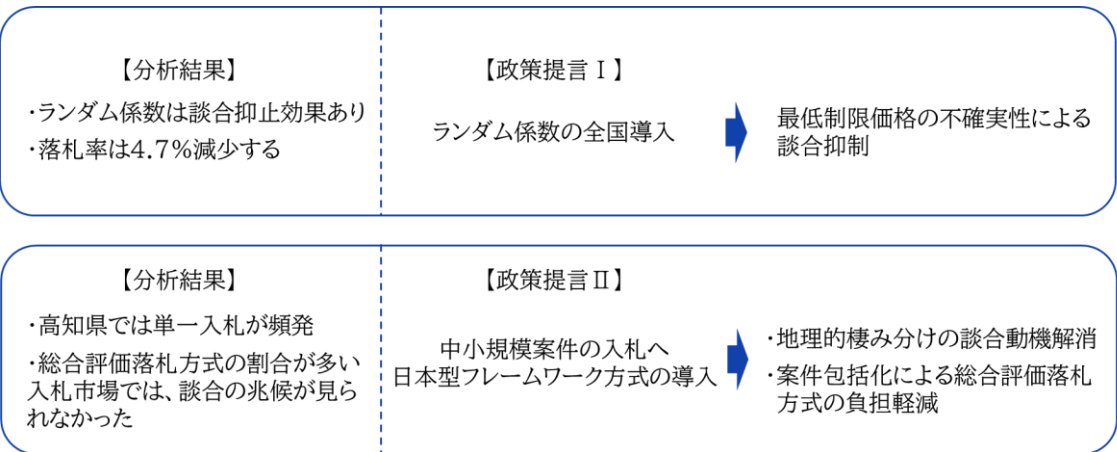 【分析結果】
・ランダム係数は談合抑止効果あり
・落札率は4.7%減少する
【政策提言Ⅰ】
ランダム係数の全国導入
最低制限価格の不確実性による
談合抑制
【分析結果】
・高知県では単一入札が頻発
・総合評価落札方式の割合が多い
入札市場では、談合の兆候が見ら
れなかった
【政策提言Ⅱ】
中小規模案件の入札へ
日本型フレームワーク方式の導入
・地理的棲み分けの談合動機解消
・案件包括化による総合評価落札
方式の負担軽減